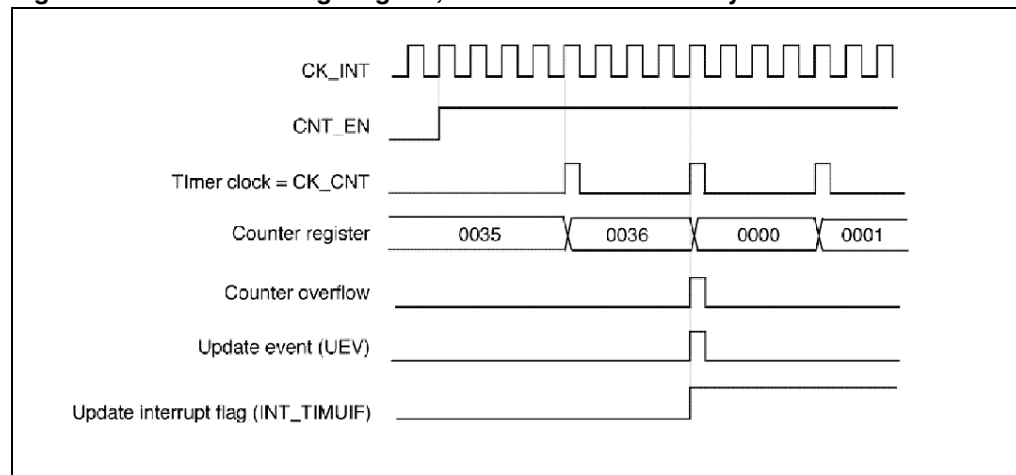 CK_INT
CNT_EN
TImer clock = CK_CNT
Counter register 0035 0036 0000 0001
Counter overflow
Update event (UEV)
Update interrupt flag (INT_TIMUIF)